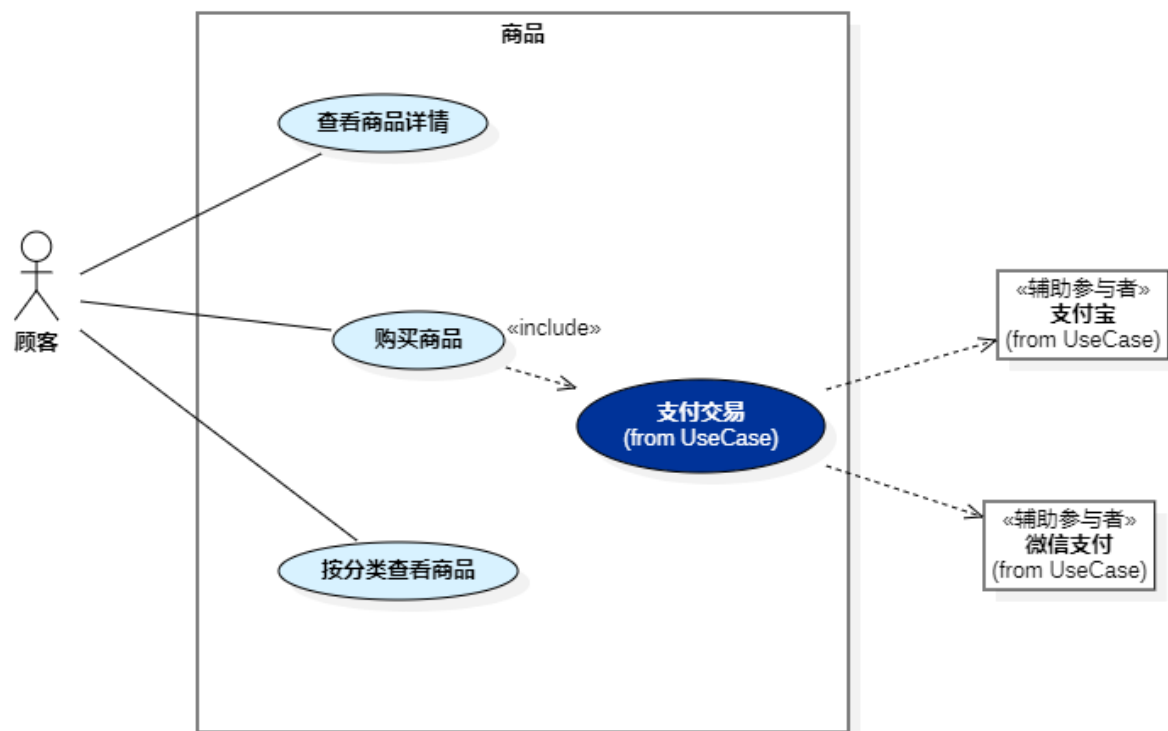 商品
查看商品详情
顾客
购买商品
«include»
支付交易
(from UseCase)
按分类查看商品
«辅助参与者»
支付宝
(from UseCase)
«辅助参与者»
微信支付
(from UseCase)